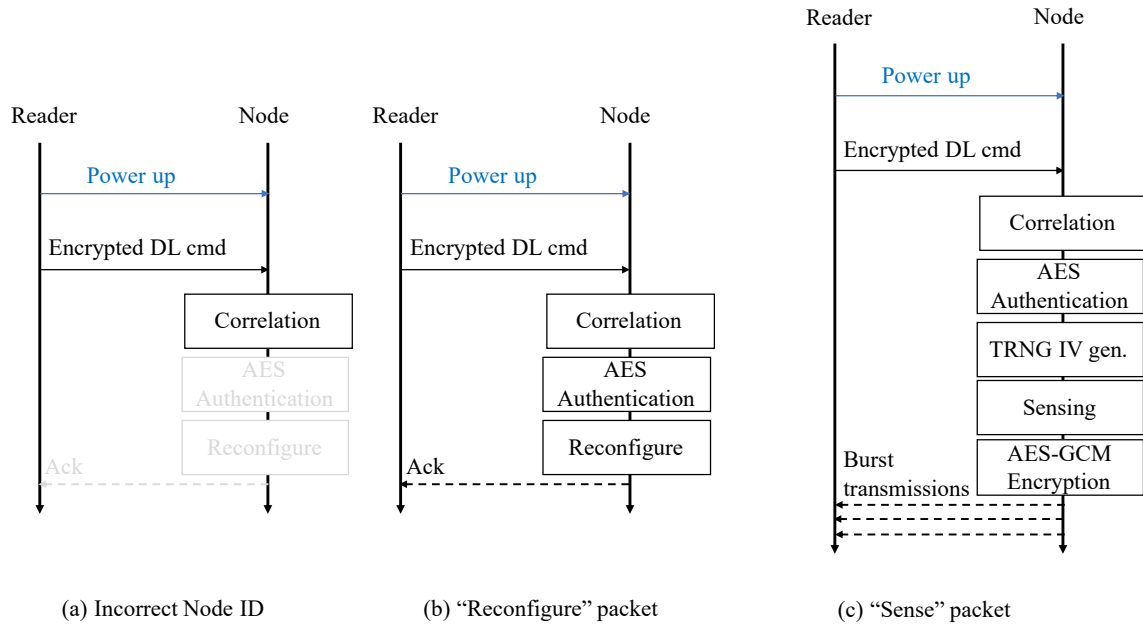 Reader
Node
Power up
Encrypted DL cmd
Correlation
AES
Authentication
Reconfigure
Ack
(a) Incorrect Node ID
Reader
Node
Power up
Encrypted DL cmd
Correlation
AES
Authentication
Reconfigure
Ack
(b) “Reconfigure” packet
Reader
Node
Power up
Encrypted DL cmd
Correlation
AES
Authentication
TRNG IV gen.
Sensing
AES-GCM
Encryption
Burst
transmissions
(c) “Sense” packet